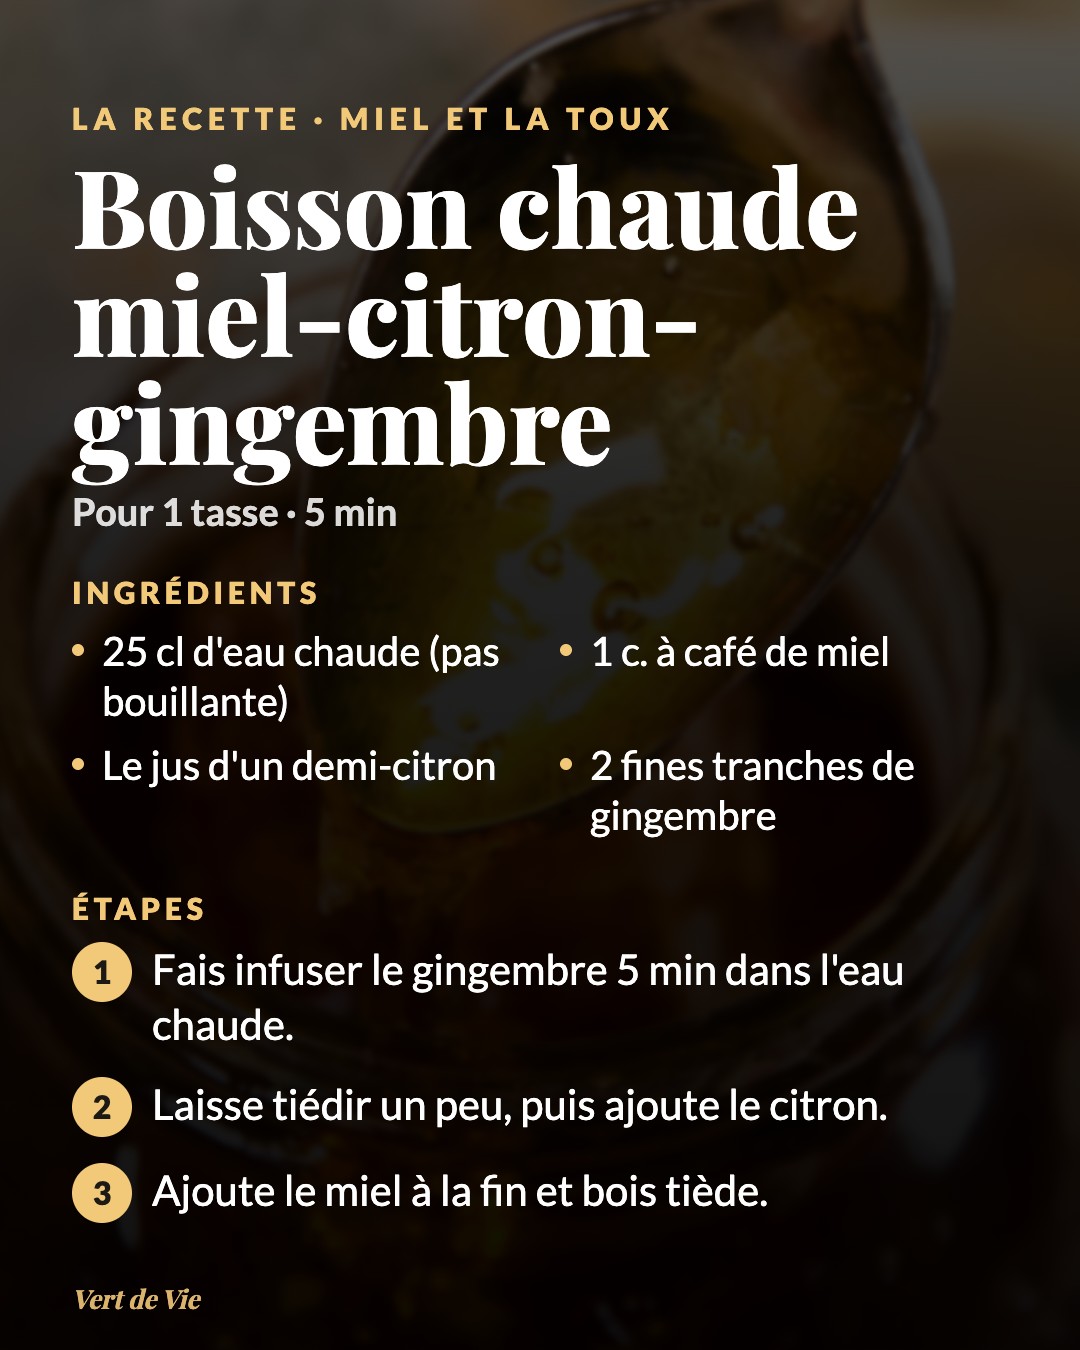 LA RECETTE · MIEL ET LA TOUX
Boisson chaude
miel-citron-
gingembre
Pour 1 tasse · 5 min
INGRÉDIENTS
• 25 cl d'eau chaude (pas
bouillante)
• 1 c. à café de miel
• Le jus d'un demi-citron
• 2 fines tranches de
gingembre
ÉTAPES
1 Fais infuser le gingembre 5 min dans l'eau
chaude.
2 Laisse tiédir un peu, puis ajoute le citron.
3 Ajoute le miel à la fin et bois tiède.
Vert de Vie